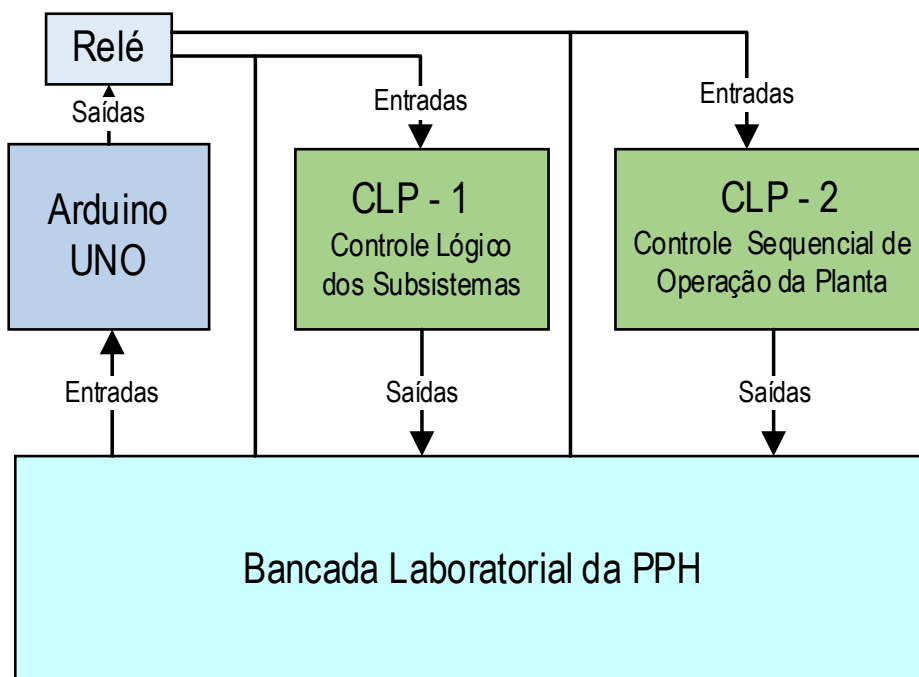 Relé
Saídas
Entradas
Entradas
Arduino
UNO
CLP - 1
Controle Lógico
dos Subsistemas
CLP - 2
Controle Sequencial de
Operação da Planta
Entradas
Saídas
Saídas
Bancada Laboratorial da PPH